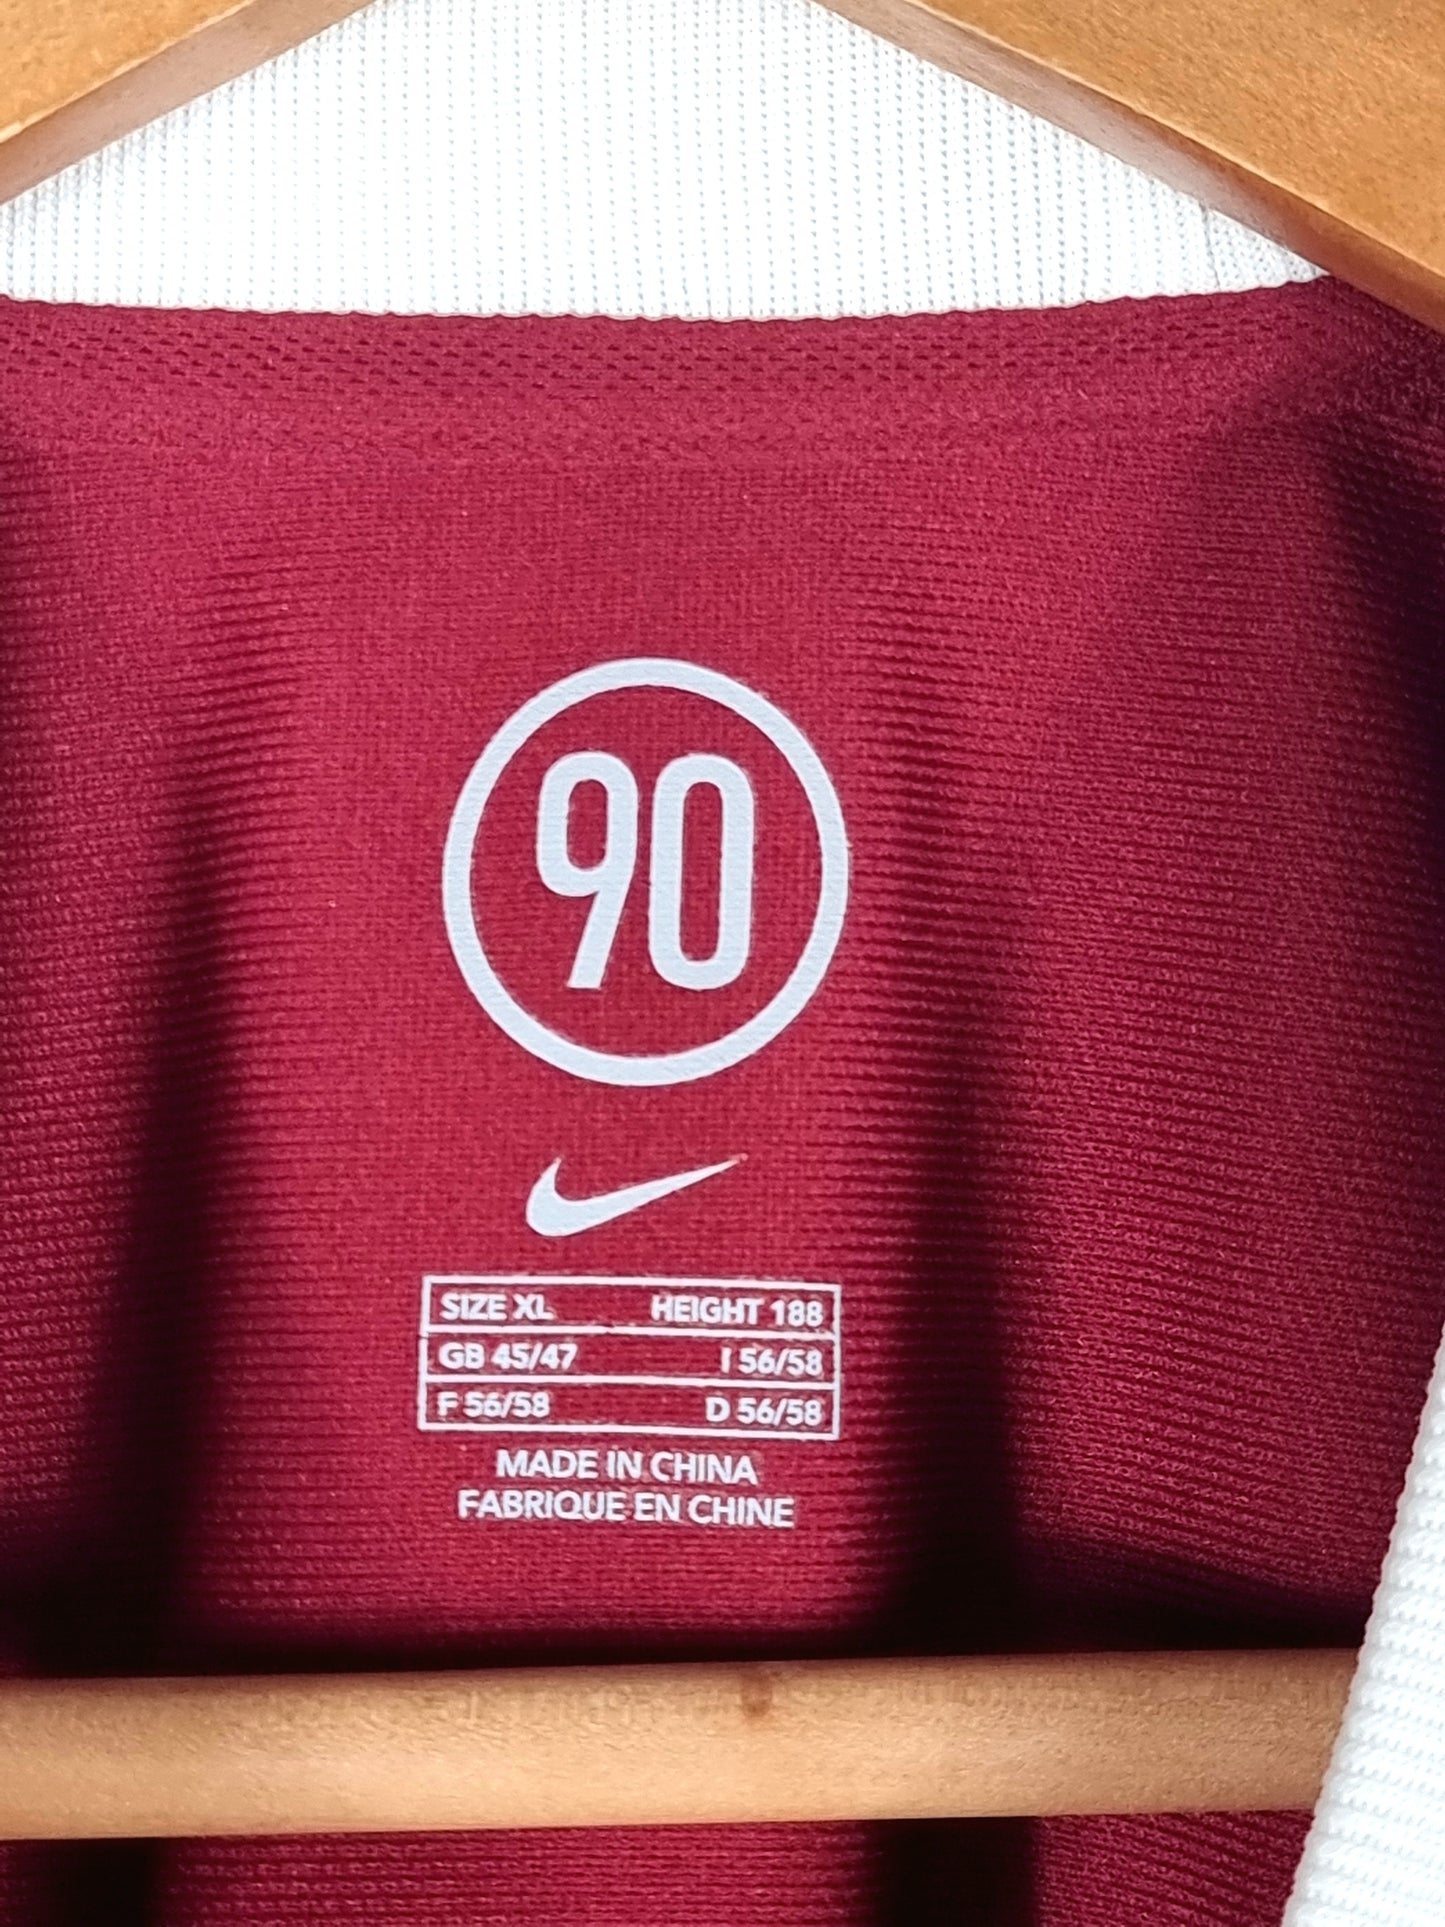 90
SIZE XL HEIGHT 188
GB 45/47 I 56/58
F 56/58 D 56/58
MADE IN CHINA
FABRIQUE EN CHINE